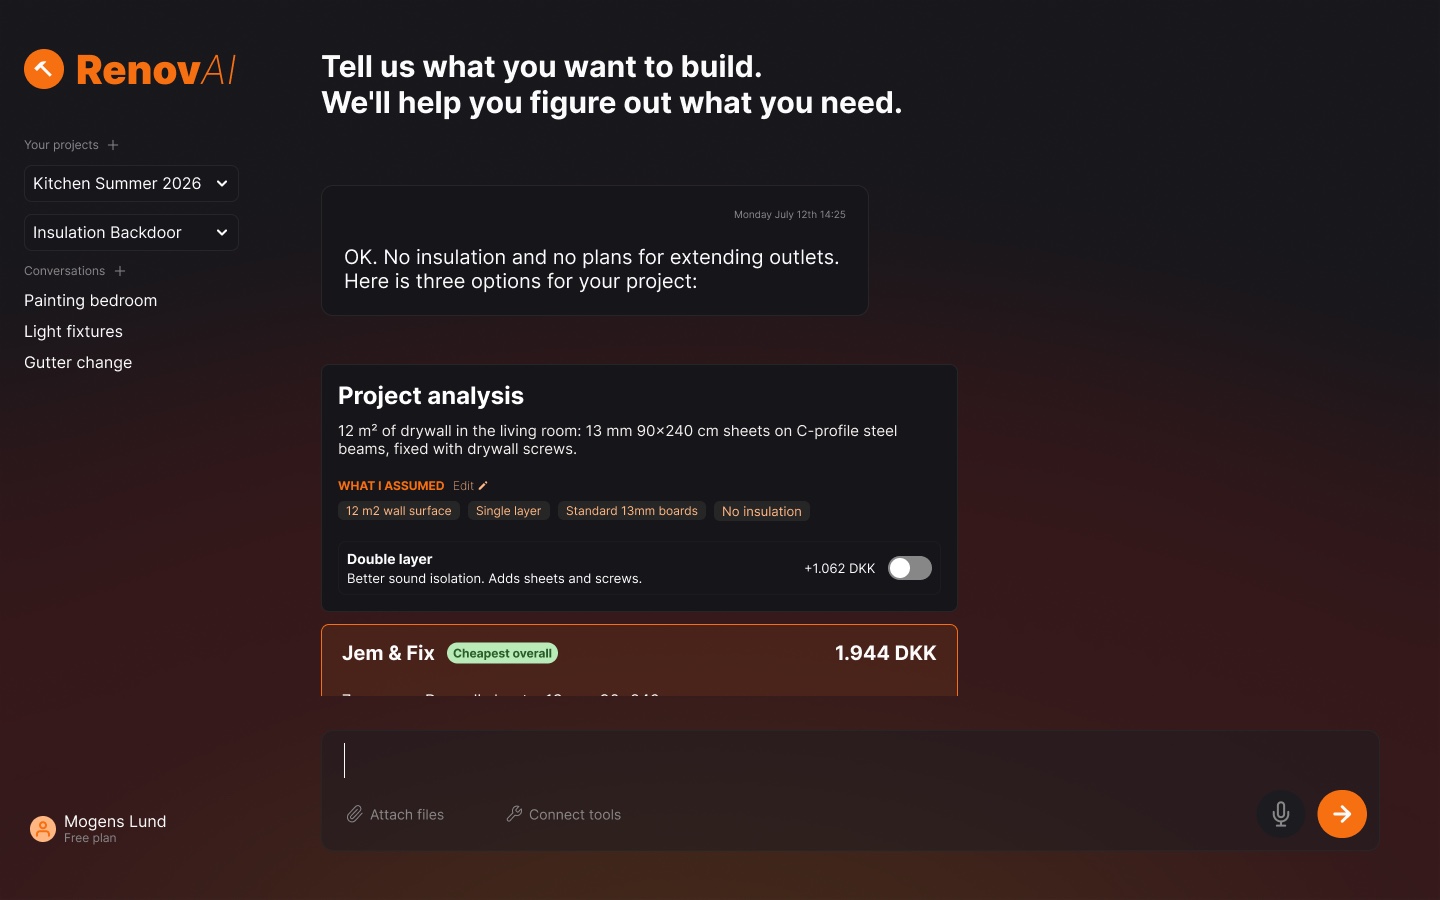 RenovAI
Your projects
Kitchen Summer 2026
Insulation Backdoor
Conversations
Painting bedroom
Light fixtures
Gutter change
Mogens Lund
Free plan
Tell us what you want to build.
We'll help you figure out what you need.
Monday July 12th 14:25
OK. No insulation and no plans for extending outlets.
Here is three options for your project:
Project analysis
12 m² of drywall in the living room: 13 mm 90×240 cm sheets on C-profile steel
beams, fixed with drywall screws.
WHAT I ASSUMED Edit
12 m2 wall surface Single layer Standard 13mm boards No insulation
Double layer
Better sound isolation. Adds sheets and screws.
+1.062 DKK
Jem & Fix Cheapest overall 1.944 DKK
Attach files Connect tools